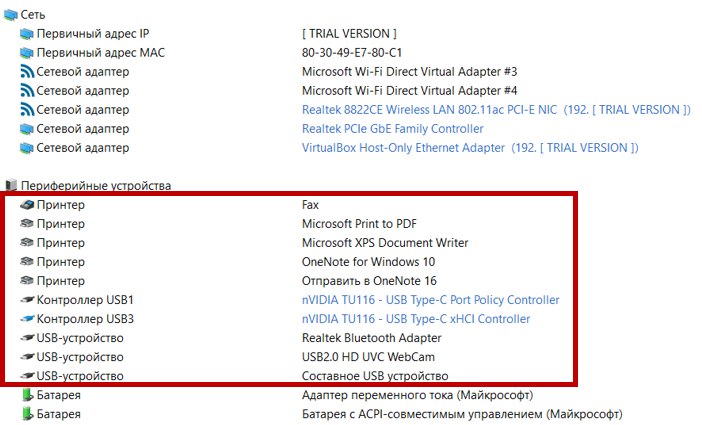 Сеть
Первичный адрес IP [ TRIAL VERSION ]
Первичный адрес MAC 80-30-49-E7-80-C1
Сетевой адаптер Microsoft Wi-Fi Direct Virtual Adapter #3
Сетевой адаптер Microsoft Wi-Fi Direct Virtual Adapter #4
Сетевой адаптер Realtek 8822CE Wireless LAN 802.11ac PCI-E NIC (192. [ TRIAL VERSION ])
Сетевой адаптер Realtek PCIe GbE Family Controller
Сетевой адаптер VirtualBox Host-Only Ethernet Adapter (192. [ TRIAL VERSION ])
Периферийные устройства
Принтер Fax
Принтер Microsoft Print to PDF
Принтер Microsoft XPS Document Writer
Принтер OneNote for Windows 10
Принтер Отправить в OneNote 16
Контроллер USB1 nVIDIA TU116 - USB Type-C Port Policy Controller
Контроллер USB3 nVIDIA TU116 - USB Type-C xHCI Controller
USB-устройство Realtek Bluetooth Adapter
USB-устройство USB2.0 HD UVC WebCam
USB-устройство Составное USB устройство
Батарея Адаптер переменного тока (Майкрософт)
Батарея Батарея с ACPI-совместимым управлением (Майкрософт)